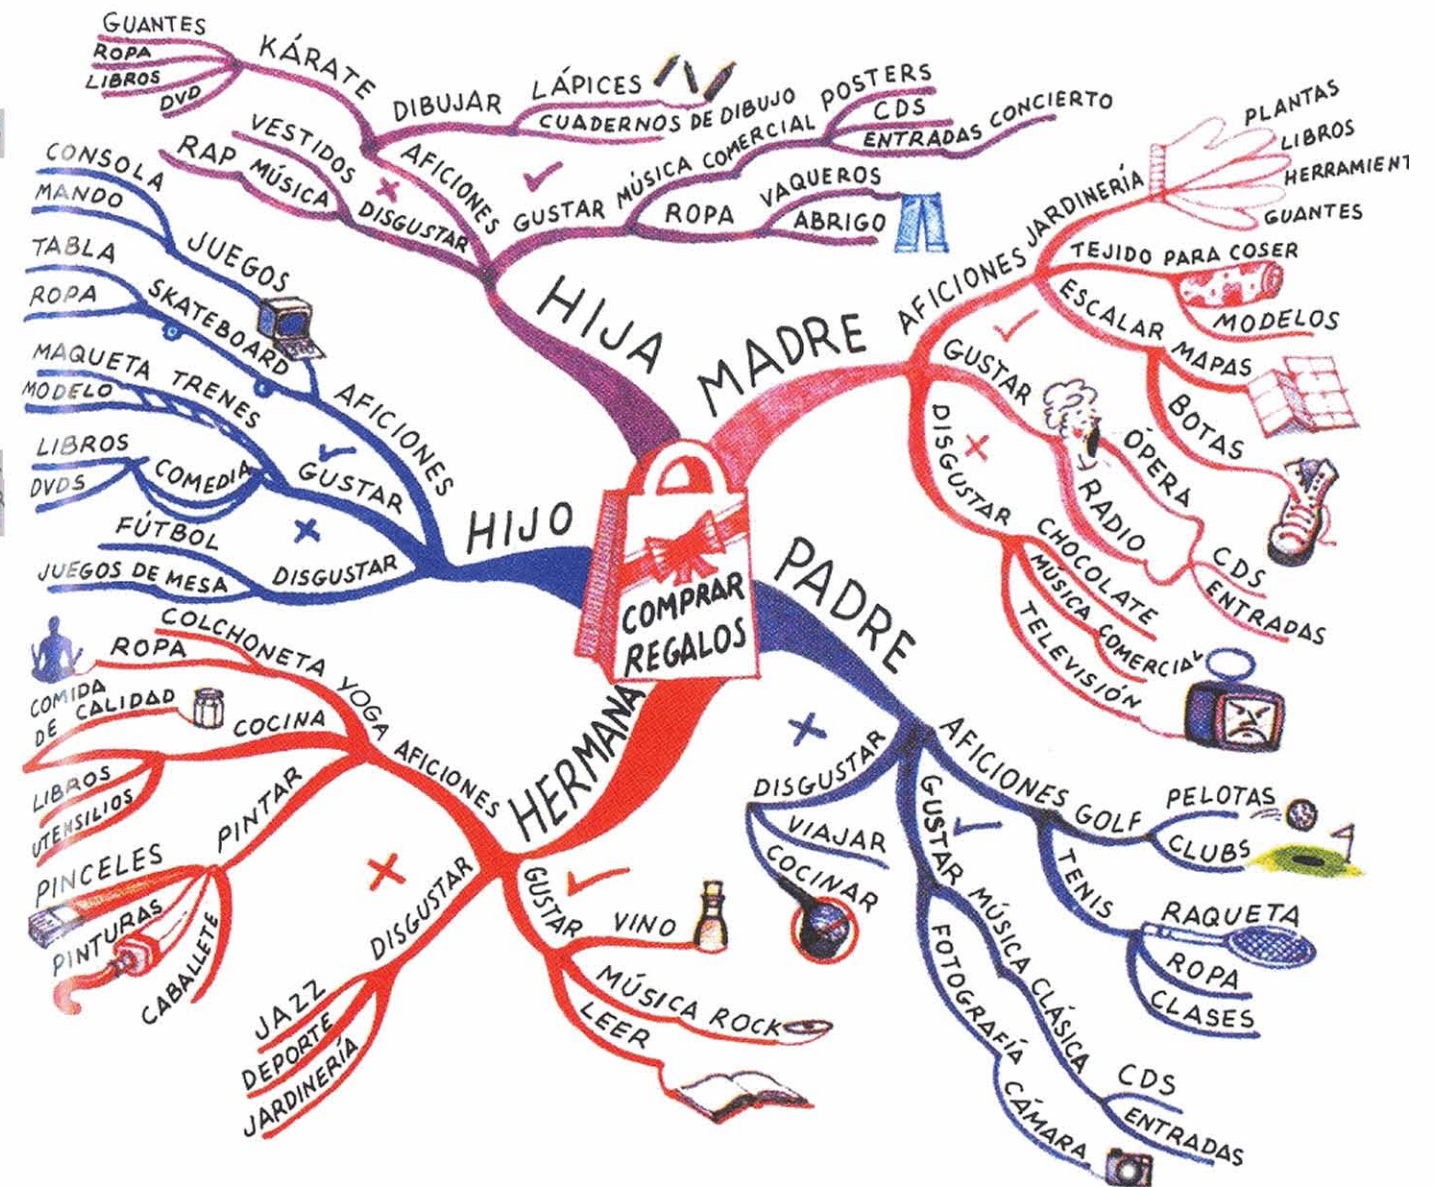 COMPRAR
REGALOS
HIJA
AFICIONES
KÁRATE
GUANTES
ROPA
LIBROS
DVD
DIBUJAR
LÁPICES
CUADERNOS DE DIBUJO
DISGUSTAR
VESTIDOS
MÚSICA
RAP
GUSTAR
MÚSICA COMERCIAL
POSTERS
CDS
ENTRADAS CONCIERTO
ROPA
VAQUEROS
ABRIGO
MADRE
AFICIONES
JARDINERÍA
PLANTAS
LIBROS
HERRAMIENT
GUANTES
TEJIDO PARA COSER
MODELOS
ESCALAR
MAPAS
BOTAS
GUSTAR
ÓPERA
RADIO
CDS
ENTRADAS
DISGUSTAR
CHOCOLATE
MÚSICA COMERCIAL
TELEVISIÓN
PADRE
AFICIONES
GOLF
PELOTAS
CLUBS
TENIS
RAQUETA
ROPA
CLASES
GUSTAR
MÚSICA CLÁSICA
CDS
ENTRADAS
FOTOGRAFÍA
CÁMARA
DISGUSTAR
VIAJAR
COCINAR
HERMANA
GUSTAR
VINO
MÚSICA ROCK
LEER
DISGUSTAR
JAZZ
DEPORTE
JARDINERÍA
AFICIONES
YOGA
COLCHONETA
ROPA
COCINA
COMIDA
DE CALIDAD
LIBROS
UTENSILIOS
PINTAR
PINCELES
PINTURAS
CABALLETE
HIJO
AFICIONES
JUEGOS
CONSOLA
MANDO
SKATEBOARD
TABLA
ROPA
GUSTAR
MAQUETA TRENES
MODELO
COMEDIA
LIBROS
DVDS
DISGUSTAR
FÚTBOL
JUEGOS DE MESA